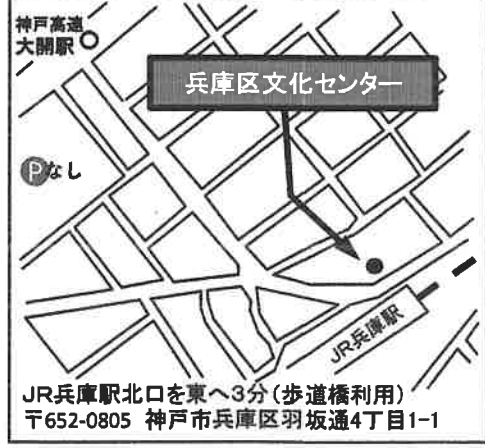 神戸高速
大開駅
兵庫区文化センター
Pなし
JR兵庫駅
JR兵庫駅北口を東へ3分(歩道橋利用)
〒652-0805 神戸市兵庫区羽坂通4丁目1-1